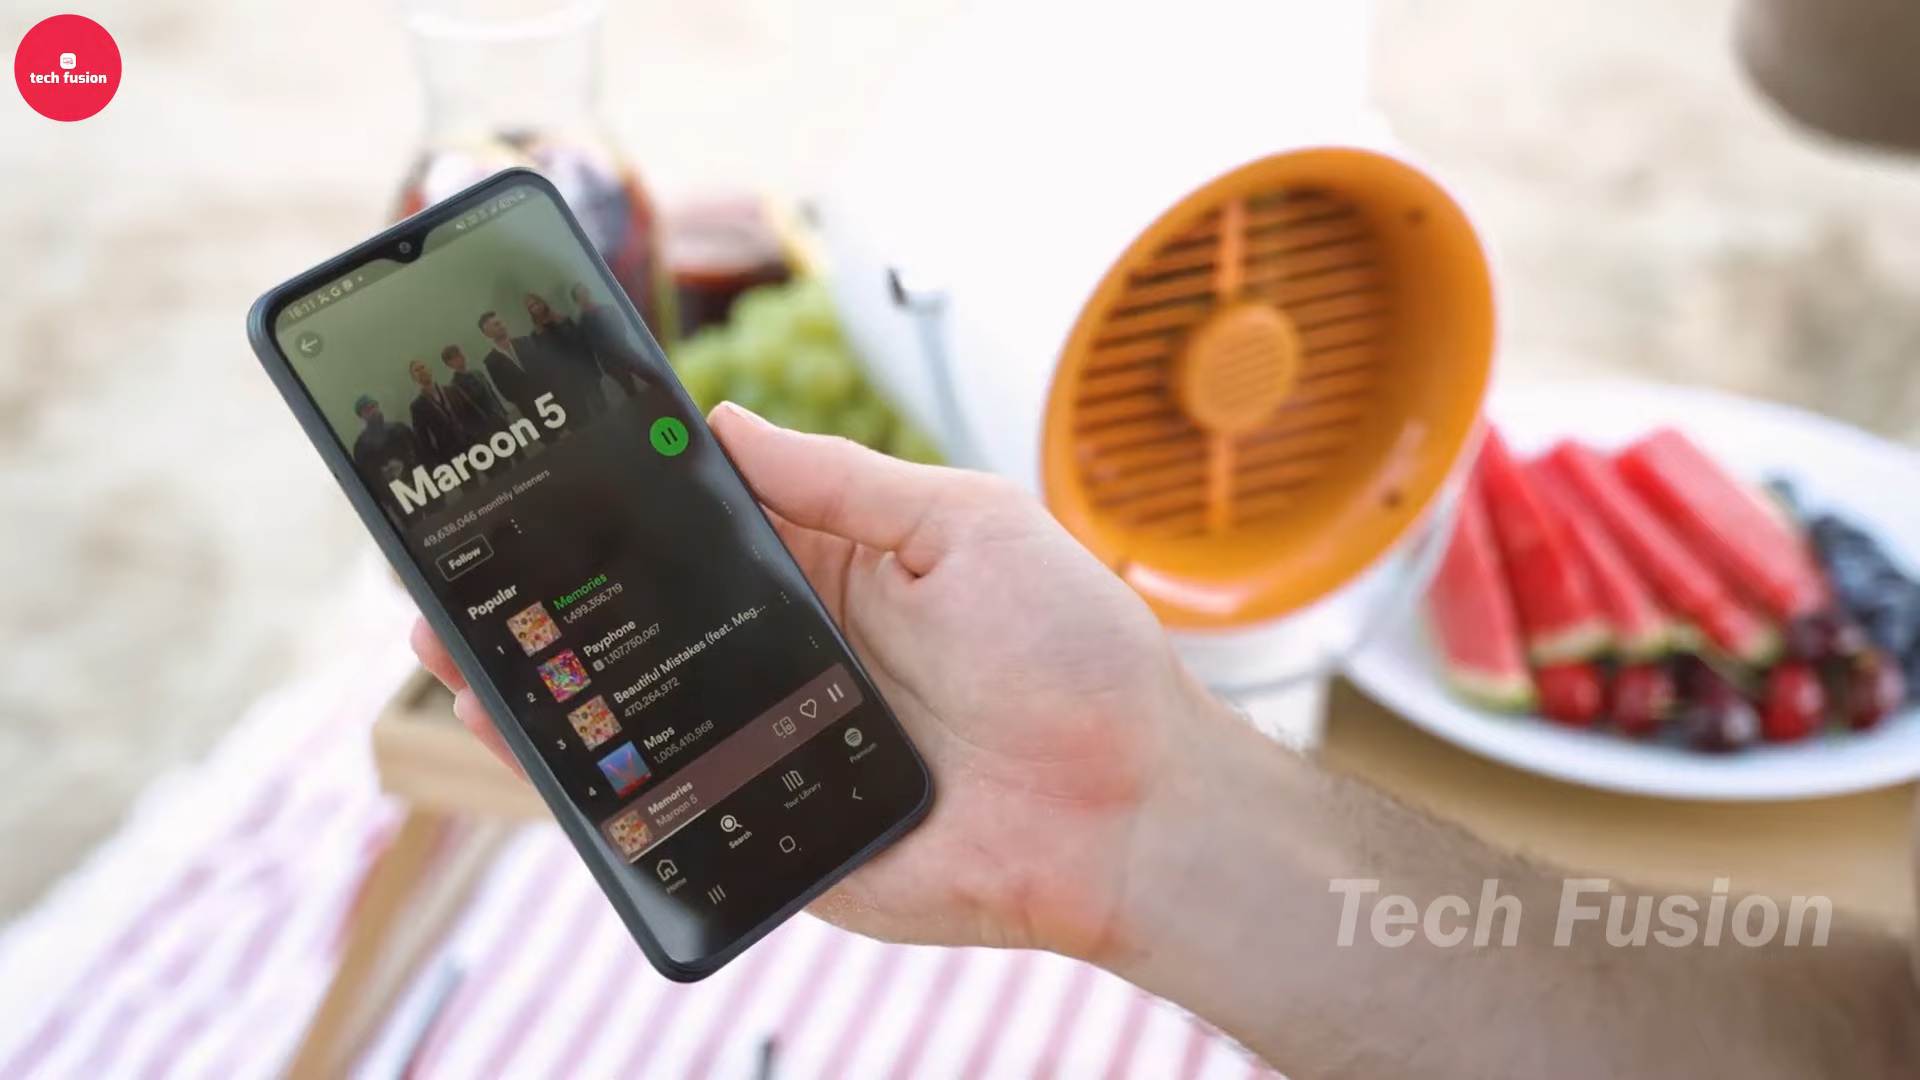 tech fusion
18:11
Maroon 5
49,638,046 monthly listeners
Follow
Popular
1
Memories
1,499,356,719
2
Payphone
E 1,107,750,067
3
Beautiful Mistakes (feat. Meg...
470,264,972
4
Maps
1,005,410,968
Memories
Maroon 5
Home
Search
Your Library
Premium
Tech Fusion